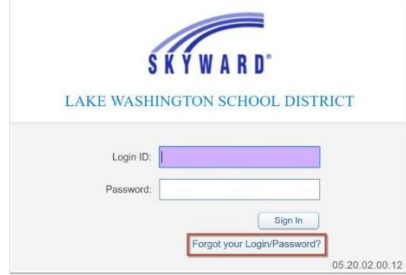 SKYWARD®
LAKE WASHINGTON SCHOOL DISTRICT
Login ID:
Password:
Sign In
Forgot your Login/Password?
05.20.02.00.12